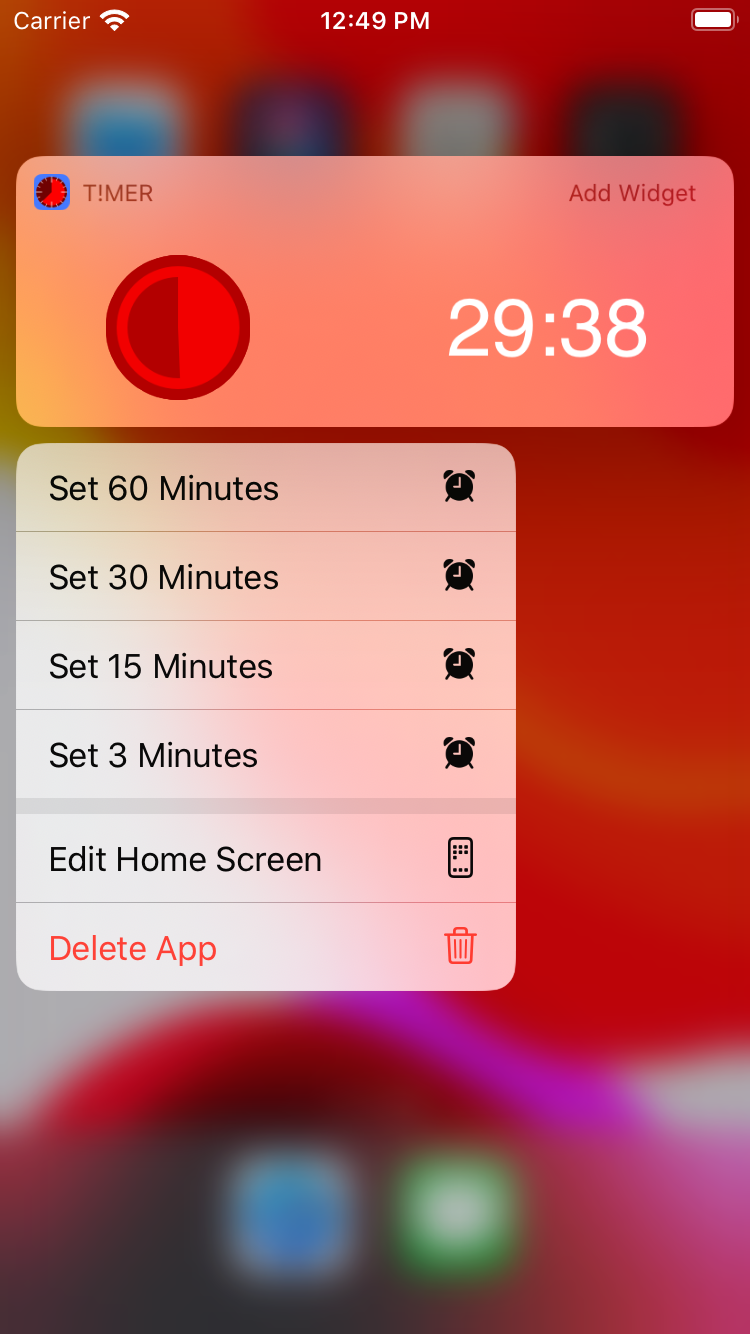 Carrier 12:49 PM
T!MER Add Widget
29:38
Set 60 Minutes
Set 30 Minutes
Set 15 Minutes
Set 3 Minutes
Edit Home Screen
Delete App